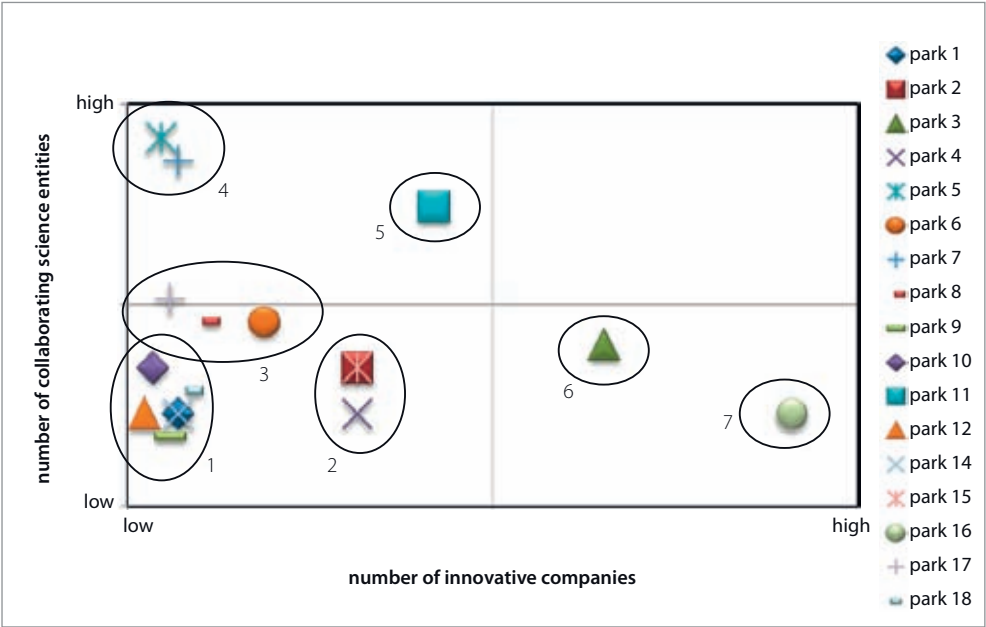 high
number of collaborating science entities
low
low
high
number of innovative companies
4
5
3
6
7
1
2
park 1
park 2
park 3
park 4
park 5
park 6
park 7
park 8
park 9
park 10
park 11
park 12
park 14
park 15
park 16
park 17
park 18